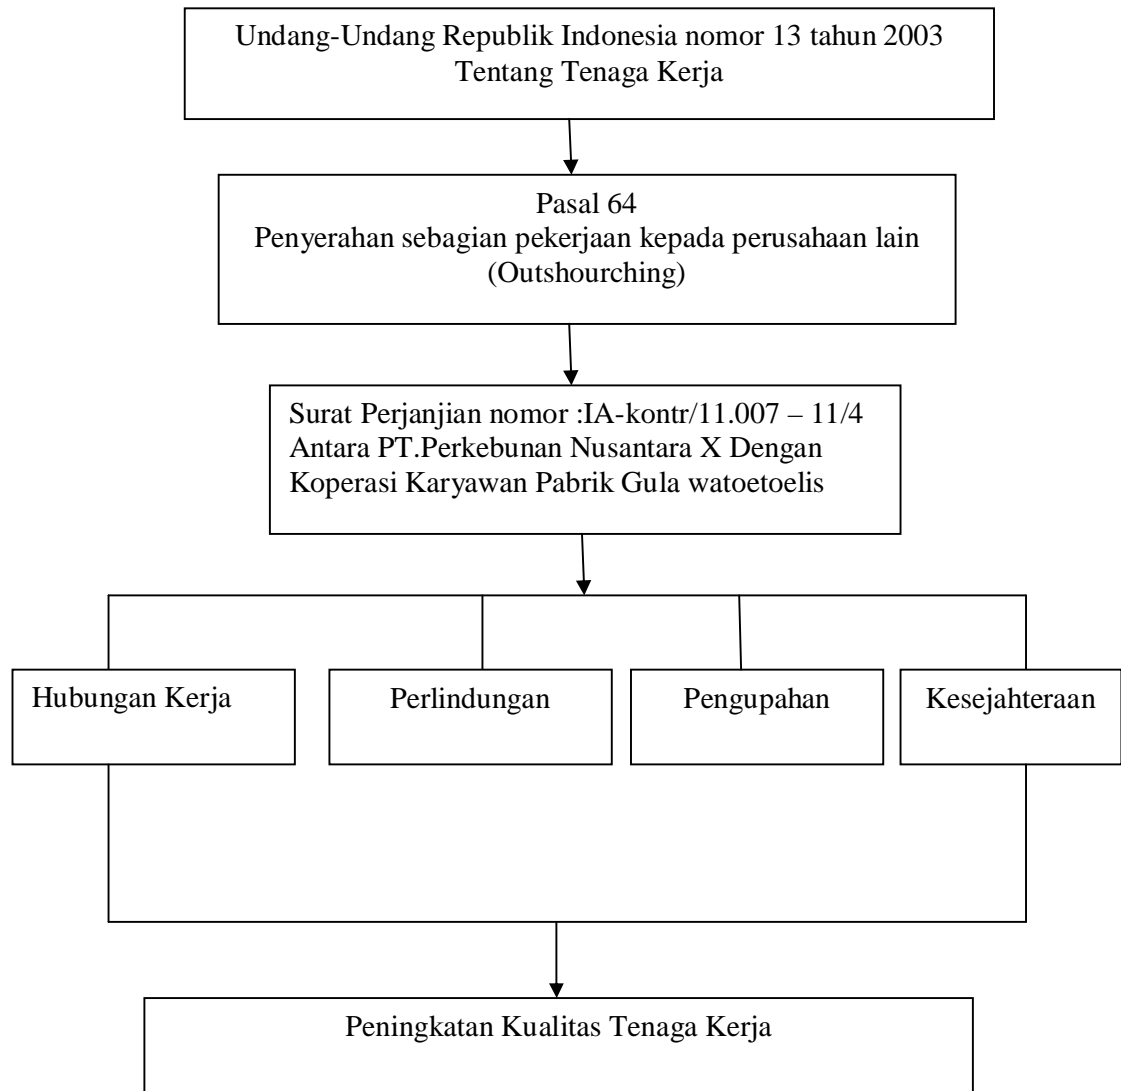 Undang-Undang Republik Indonesia nomor 13 tahun 2003
Tentang Tenaga Kerja
Pasal 64
Penyerahan sebagian pekerjaan kepada perusahaan lain
(Outshourching)
Surat Perjanjian nomor :IA-kontr/11.007 – 11/4
Antara PT.Perkebunan Nusantara X Dengan
Koperasi Karyawan Pabrik Gula watoetoelis
Hubungan Kerja
Perlindungan
Pengupahan
Kesejahteraan
Peningkatan Kualitas Tenaga Kerja